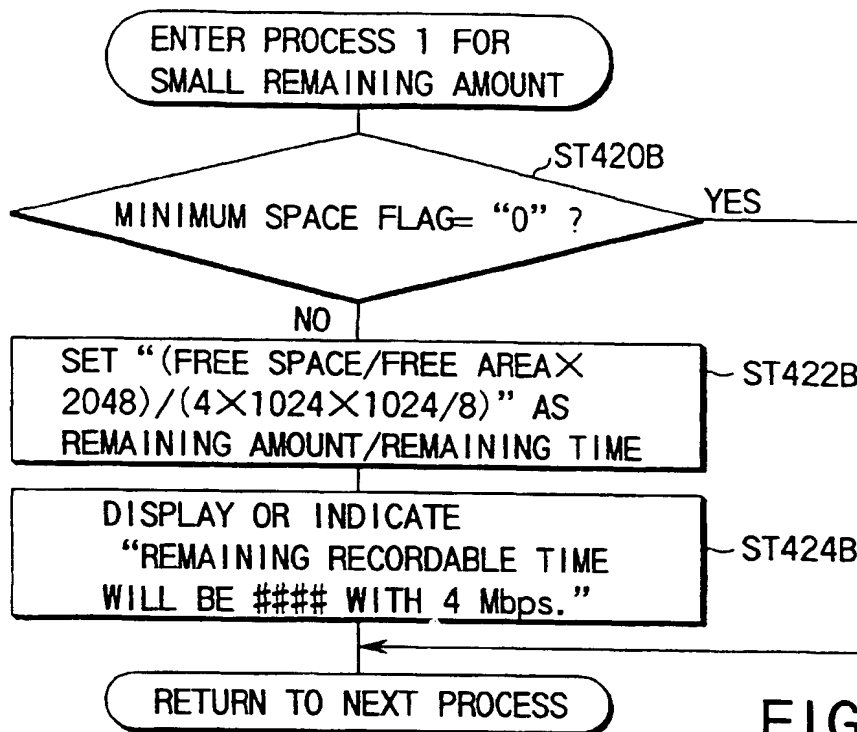 ENTER PROCESS 1 FOR
SMALL REMAINING AMOUNT
ST420B
MINIMUM SPACE FLAG= “0” ?
YES
NO
SET “(FREE SPACE/FREE AREA×
2048)/(4×1024×1024/8)” AS
REMAINING AMOUNT/REMAINING TIME
ST422B
DISPLAY OR INDICATE
“REMAINING RECORDABLE TIME
WILL BE #### WITH 4 Mbps.”
ST424B
RETURN TO NEXT PROCESS
FIG